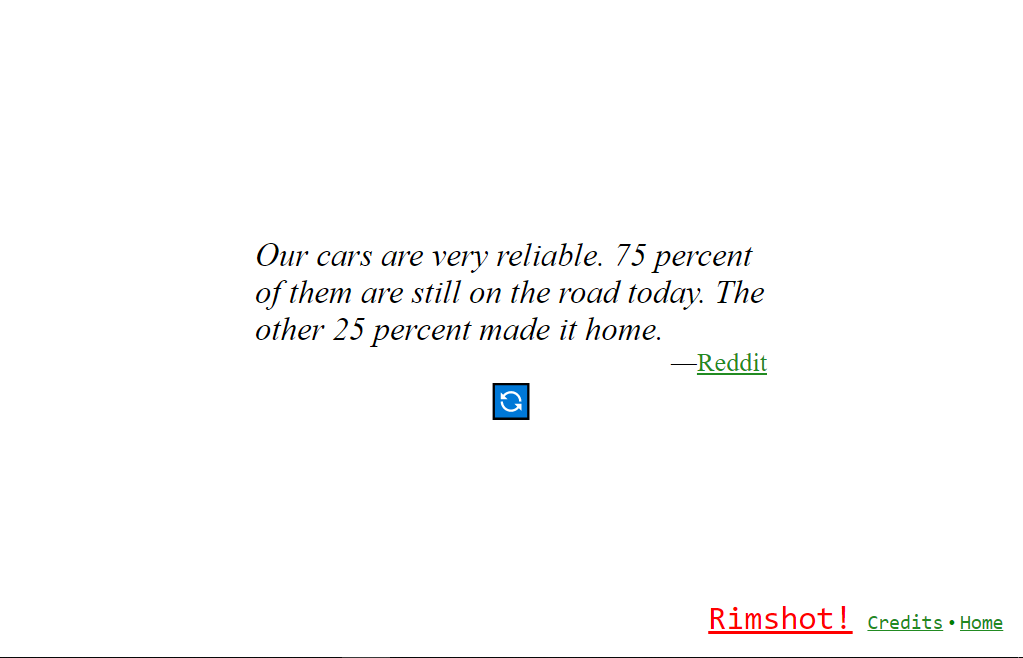 Our cars are very reliable. 75 percent
of them are still on the road today. The
other 25 percent made it home.
—Reddit
Rimshot! Credits • Home